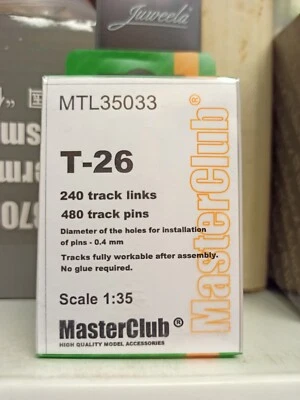 Juweela
MTL35033
T-26
240 track links
480 track pins
Diameter of the holes for installation
of pins - 0.4 mm
Tracks fully workable after assembly.
No glue required.
Scale 1:35
MasterClub®
HIGH QUALITY MODEL ACCESSORIES
MasterClub®